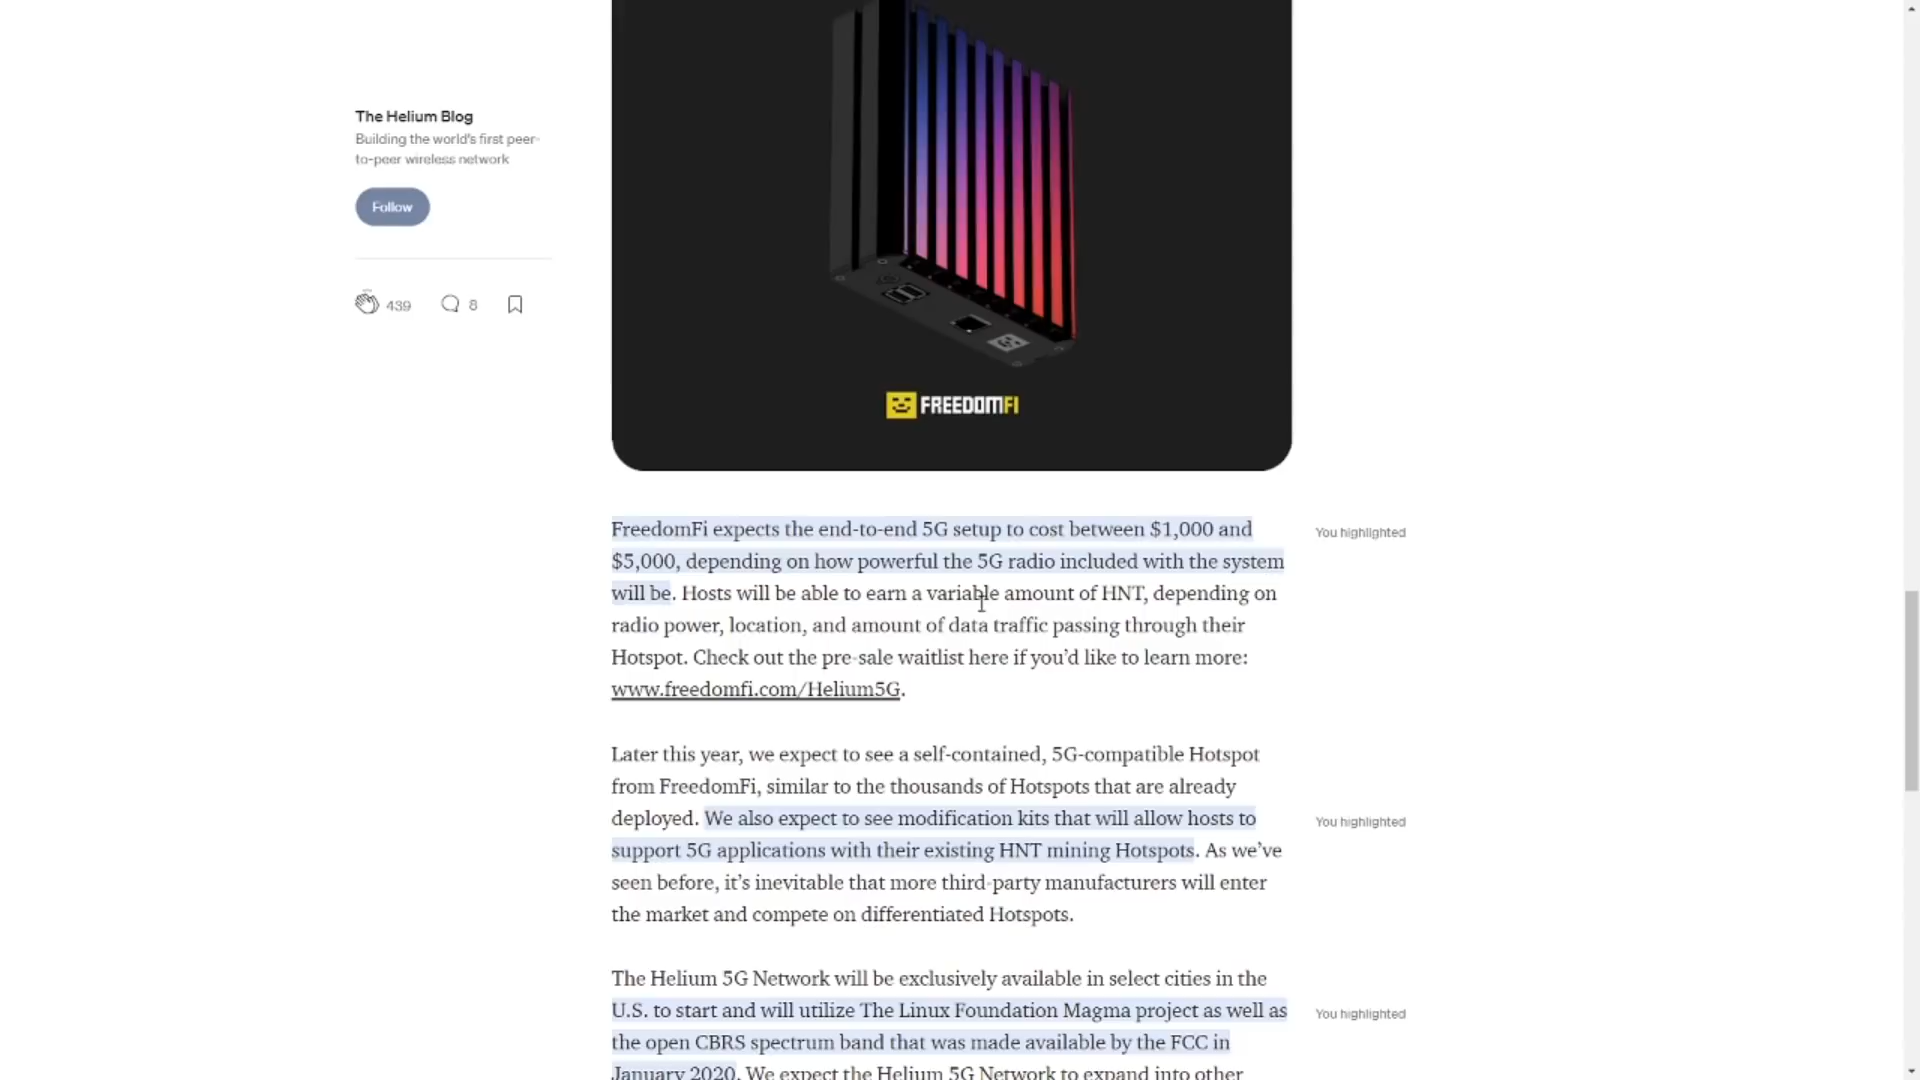 The Helium Blog
Building the world's first peer-
to-peer wireless network
Follow
439
8
FREEDOMFI
FreedomFi expects the end-to-end 5G setup to cost between $1,000 and
$5,000, depending on how powerful the 5G radio included with the system
will be. Hosts will be able to earn a variable amount of HNT, depending on
radio power, location, and amount of data traffic passing through their
Hotspot. Check out the pre-sale waitlist here if you’d like to learn more:
www.freedomfi.com/Helium5G.
You highlighted
Later this year, we expect to see a self-contained, 5G-compatible Hotspot
from FreedomFi, similar to the thousands of Hotspots that are already
deployed. We also expect to see modification kits that will allow hosts to
support 5G applications with their existing HNT mining Hotspots. As we’ve
seen before, it’s inevitable that more third-party manufacturers will enter
the market and compete on differentiated Hotspots.
You highlighted
The Helium 5G Network will be exclusively available in select cities in the
U.S. to start and will utilize The Linux Foundation Magma project as well as
the open CBRS spectrum band that was made available by the FCC in
January 2020. We expect the Helium 5G Network to expand into other
You highlighted